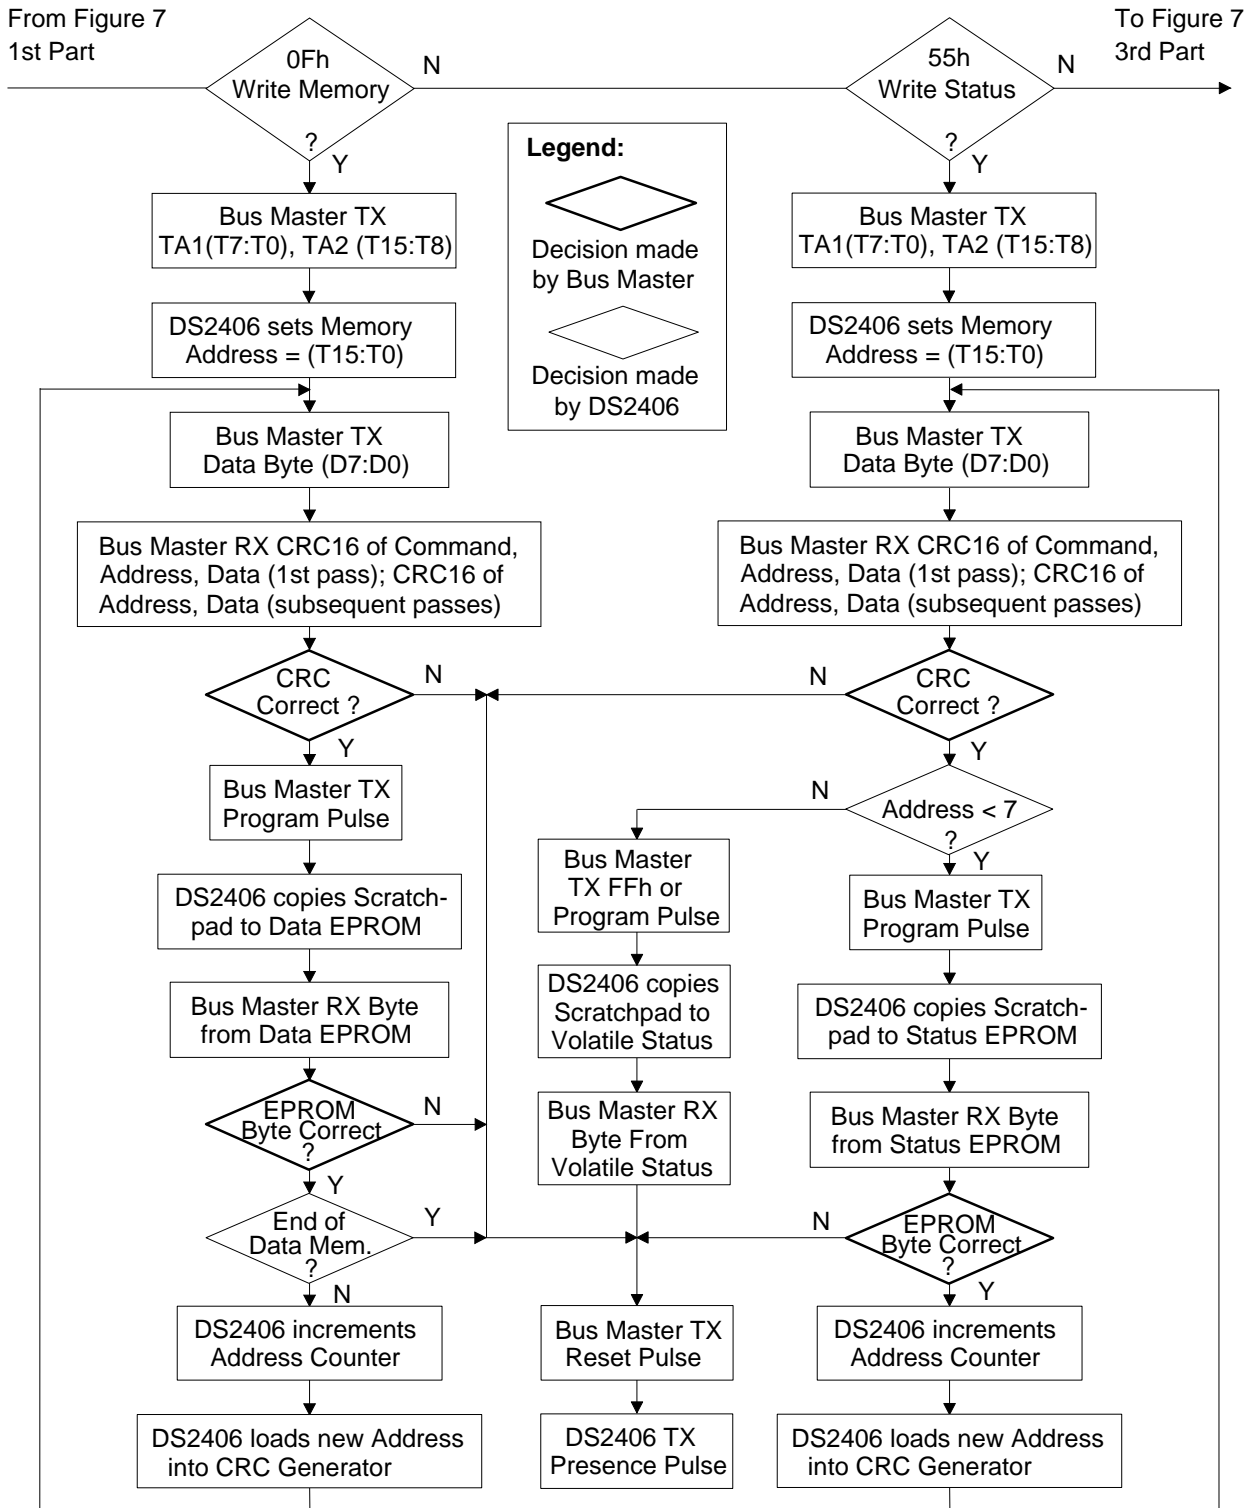 From Figure 7
1st Part
To Figure 7
3rd Part
0Fh
Write Memory
?
N
Y
55h
Write Status
?
N
Y
Legend:
Decision made
by Bus Master
Decision made
by DS2406
Bus Master TX
TA1(T7:T0), TA2 (T15:T8)
DS2406 sets Memory
Address = (T15:T0)
Bus Master TX
Data Byte (D7:D0)
Bus Master RX CRC16 of Command,
Address, Data (1st pass); CRC16 of
Address, Data (subsequent passes)
CRC
Correct ?
N
Y
Bus Master TX
Program Pulse
DS2406 copies Scratch-
pad to Data EPROM
Bus Master RX Byte
from Data EPROM
EPROM
Byte Correct
?
N
Y
End of
Data Mem.
?
Y
N
DS2406 increments
Address Counter
DS2406 loads new Address
into CRC Generator
Bus Master
TX FFh or
Program Pulse
DS2406 copies
Scratchpad to
Volatile Status
Bus Master RX
Byte From
Volatile Status
Bus Master TX
Reset Pulse
DS2406 TX
Presence Pulse
Bus Master TX
TA1(T7:T0), TA2 (T15:T8)
DS2406 sets Memory
Address = (T15:T0)
Bus Master TX
Data Byte (D7:D0)
Bus Master RX CRC16 of Command,
Address, Data (1st pass); CRC16 of
Address, Data (subsequent passes)
CRC
Correct ?
N
Y
Address < 7
?
N
Y
Bus Master TX
Program Pulse
DS2406 copies Scratch-
pad to Status EPROM
Bus Master RX Byte
from Status EPROM
EPROM
Byte Correct
?
N
Y
DS2406 increments
Address Counter
DS2406 loads new Address
into CRC Generator